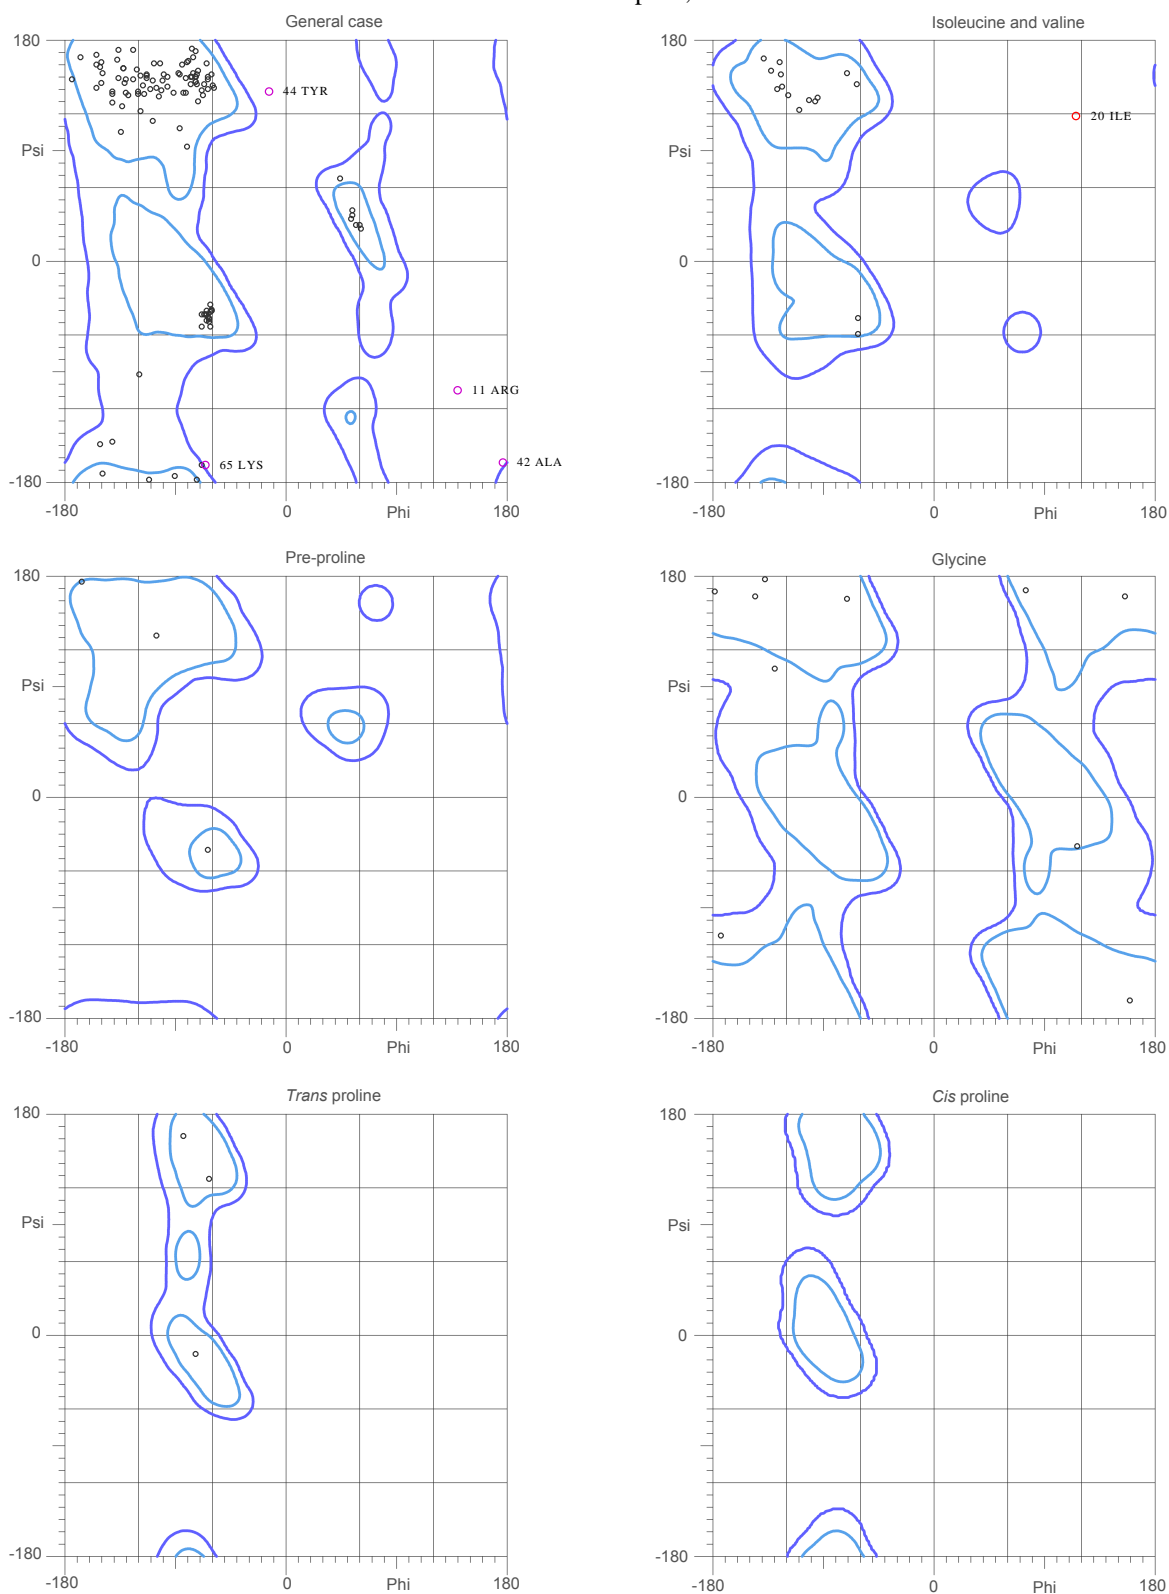 General case
Isoleucine and valine
180
180
44 TYR
20 ILE
Psi
Psi
0
0
11 ARG
65 LYS
42 ALA
-180
-180
-180
0
Phi
180
-180
0
Phi
180
Pre-proline
Glycine
180
180
Psi
Psi
0
0
-180
-180
-180
0
Phi
180
-180
0
Phi
180
Trans proline
Cis proline
180
180
Psi
Psi
0
0
-180
-180
-180
0
Phi
180
-180
0
Phi
180